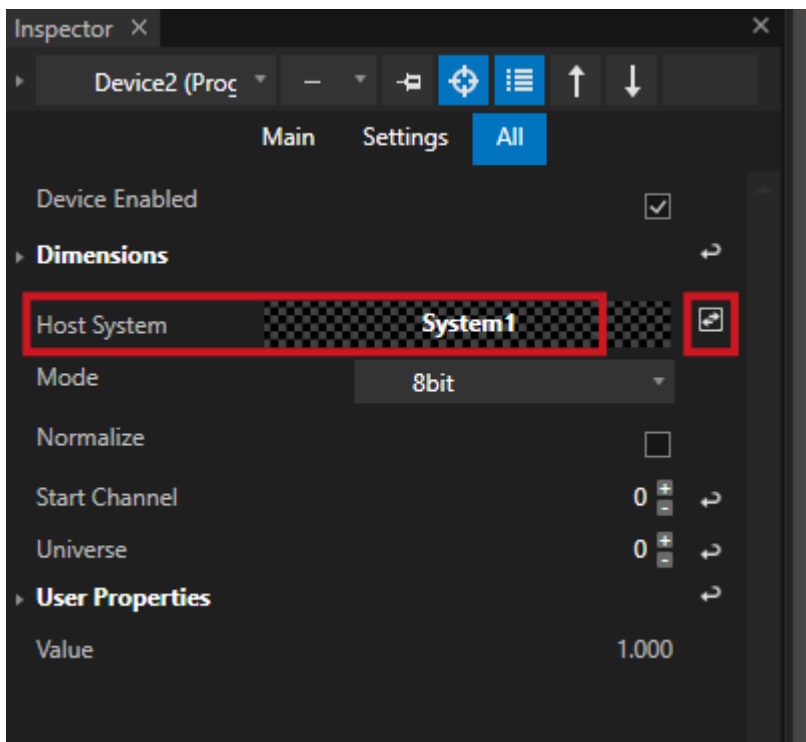 Inspector
Device2 (Prog
Main Settings All
Device Enabled
Dimensions
Host System System1
Mode 8bit
Normalize
Start Channel 0
Universe 0
User Properties
Value 1.000